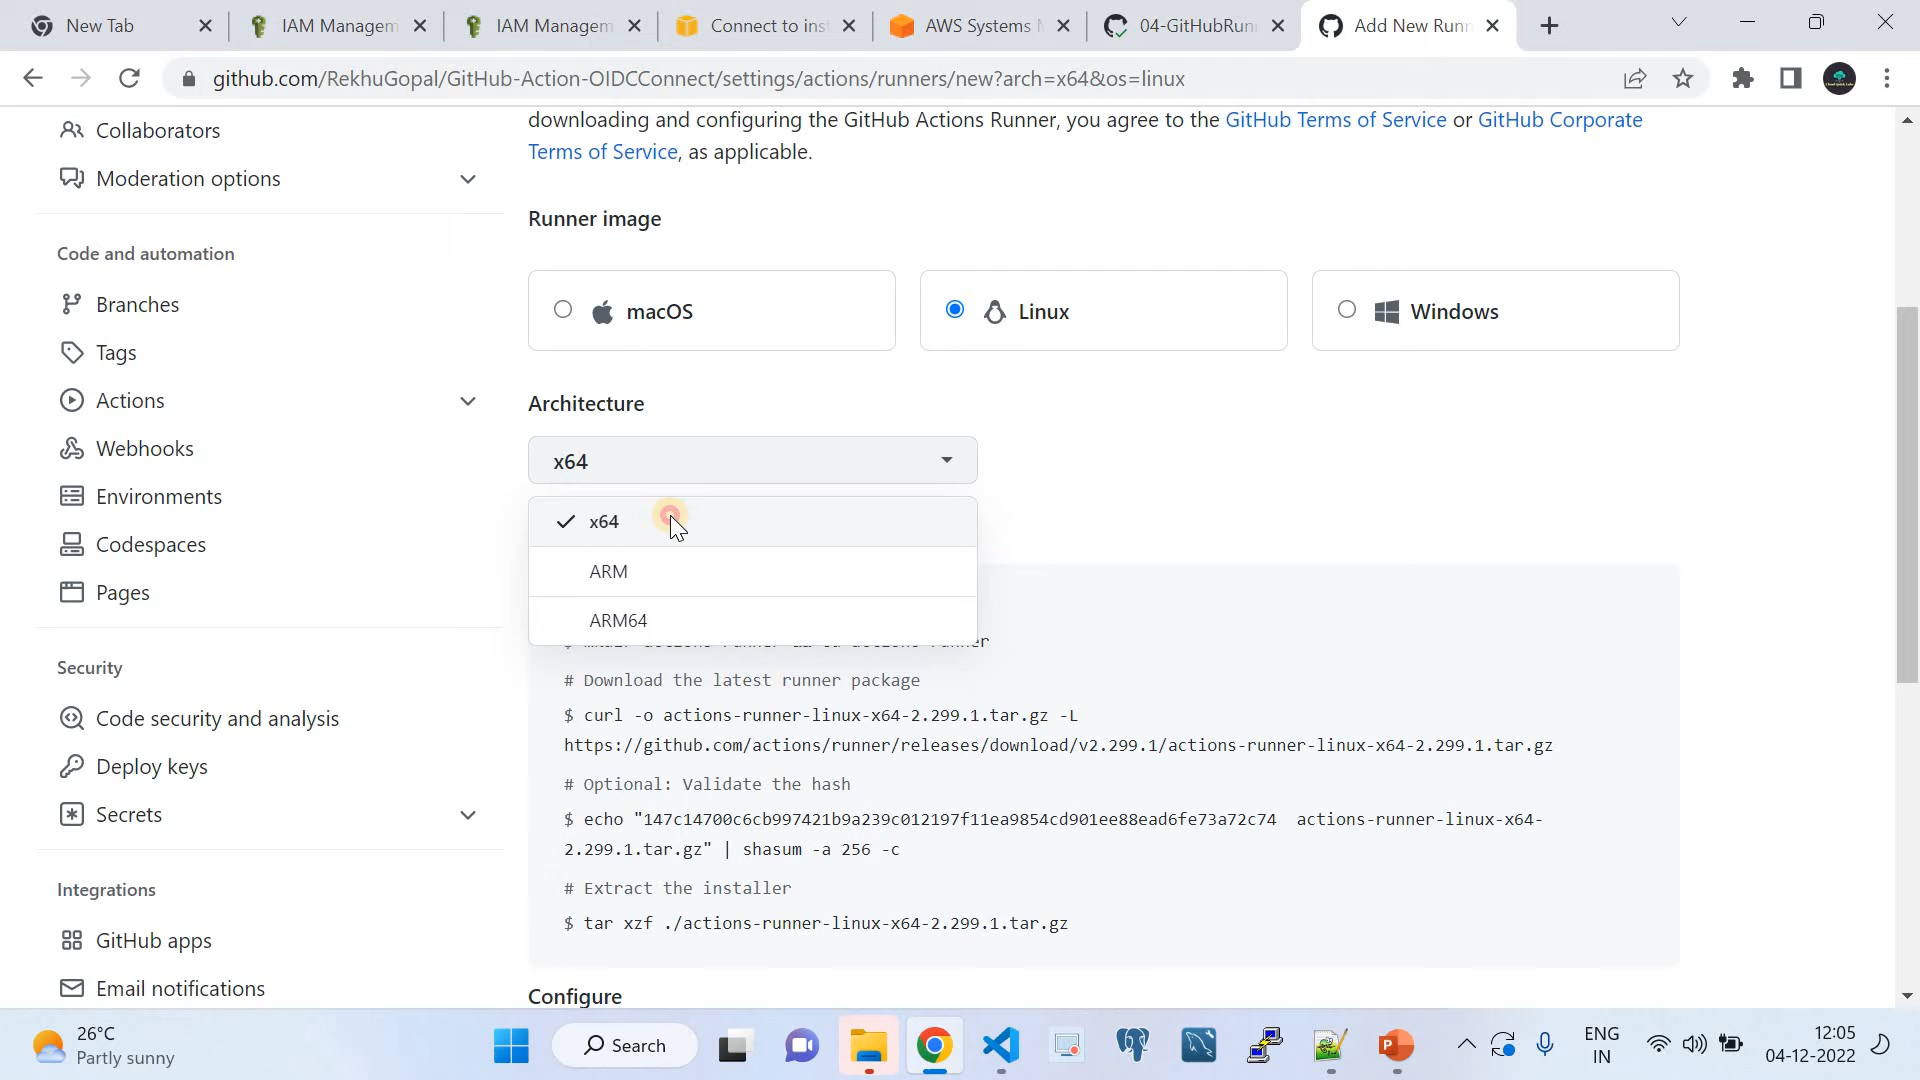 New Tab
IAM Managem
IAM Managem
Connect to inst
AWS Systems M
04-GitHubRun
Add New Runn
github.com/RekhuGopal/GitHub-Action-OIDCConnect/settings/actions/runners/new?arch=x64&os=linux
Collaborators
Moderation options
Code and automation
Branches
Tags
Actions
Webhooks
Environments
Codespaces
Pages
Security
Code security and analysis
Deploy keys
Secrets
Integrations
GitHub apps
Email notifications
downloading and configuring the GitHub Actions Runner, you agree to the GitHub Terms of Service or GitHub Corporate
Terms of Service, as applicable.
Runner image
macOS
Linux
Windows
Architecture
x64
x64
ARM
ARM64
# Download the latest runner package
$ curl -o actions-runner-linux-x64-2.299.1.tar.gz -L
https://github.com/actions/runner/releases/download/v2.299.1/actions-runner-linux-x64-2.299.1.tar.gz
# Optional: Validate the hash
$ echo "147c14700c6cb997421b9a239c012197f11ea9854cd901ee88ead6fe73a72c74  actions-runner-linux-x64-
2.299.1.tar.gz" | shasum -a 256 -c
# Extract the installer
$ tar xzf ./actions-runner-linux-x64-2.299.1.tar.gz
Configure
26°C
Partly sunny
Search
ENG
IN
12:05
04-12-2022